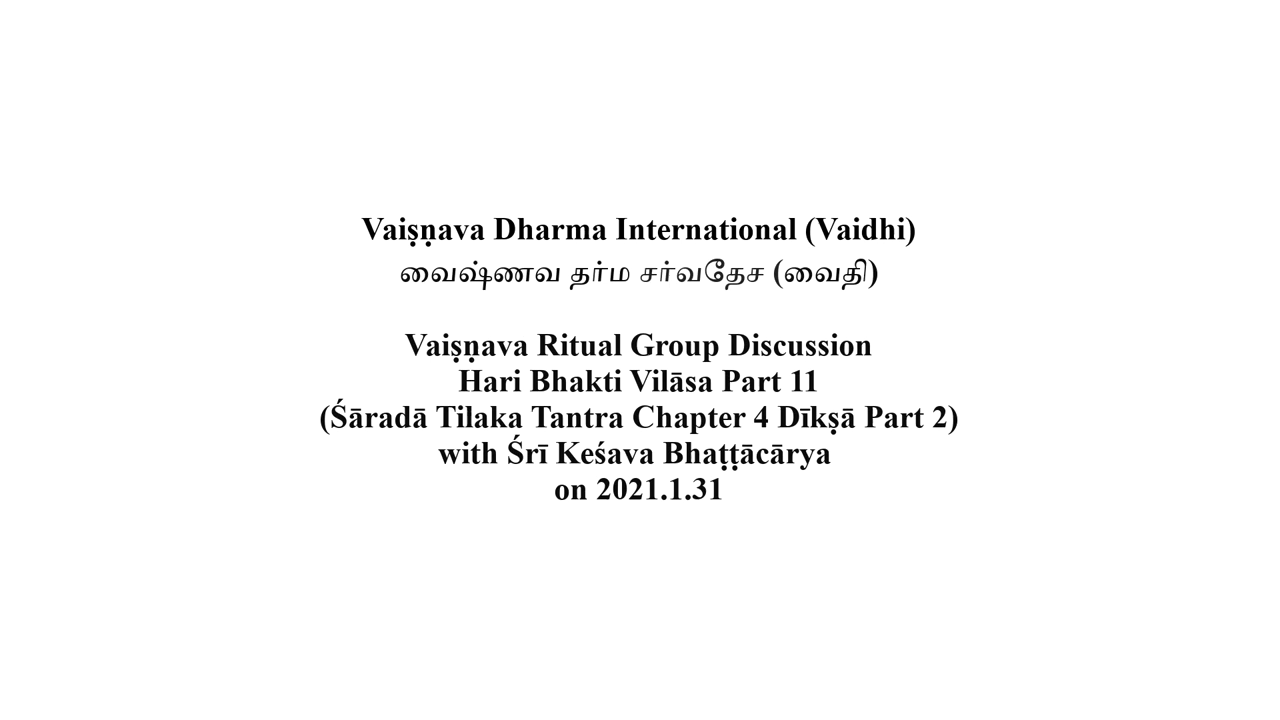 Vaiṣṇava Dharma International (Vaidhi)
வைஷ்ணவ தர்ம சர்வதேச (வைதி)
Vaiṣṇava Ritual Group Discussion
Hari Bhakti Vilāsa Part 11
(Śāradā Tilaka Tantra Chapter 4 Dīkṣā Part 2)
with Śrī Keśava Bhaṭṭācārya
on 2021.1.31